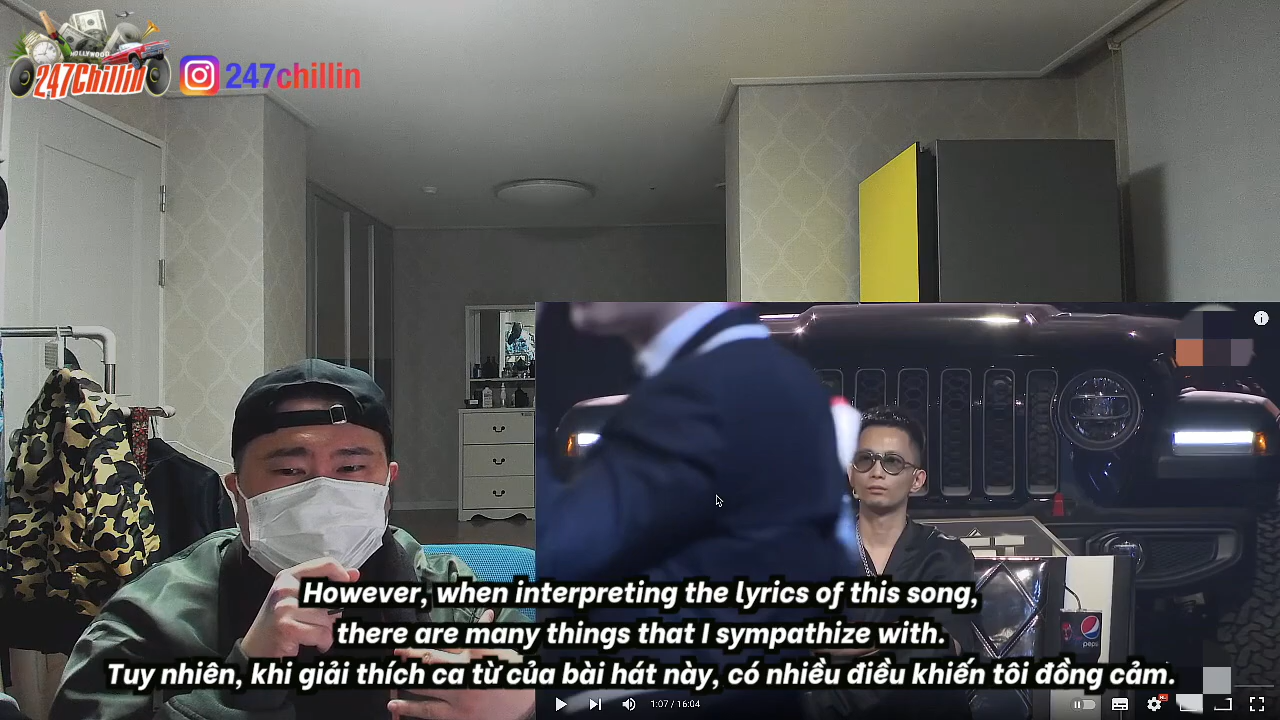 HOLLYWOOD
247Chillin
247chillin
However, when interpreting the lyrics of this song,
there are many things that I sympathize with.
Tuy nhiên, khi giải thích ca từ của bài hát này, có nhiều điều khiến tôi đồng cảm.
pepsi
1:07 / 16:04